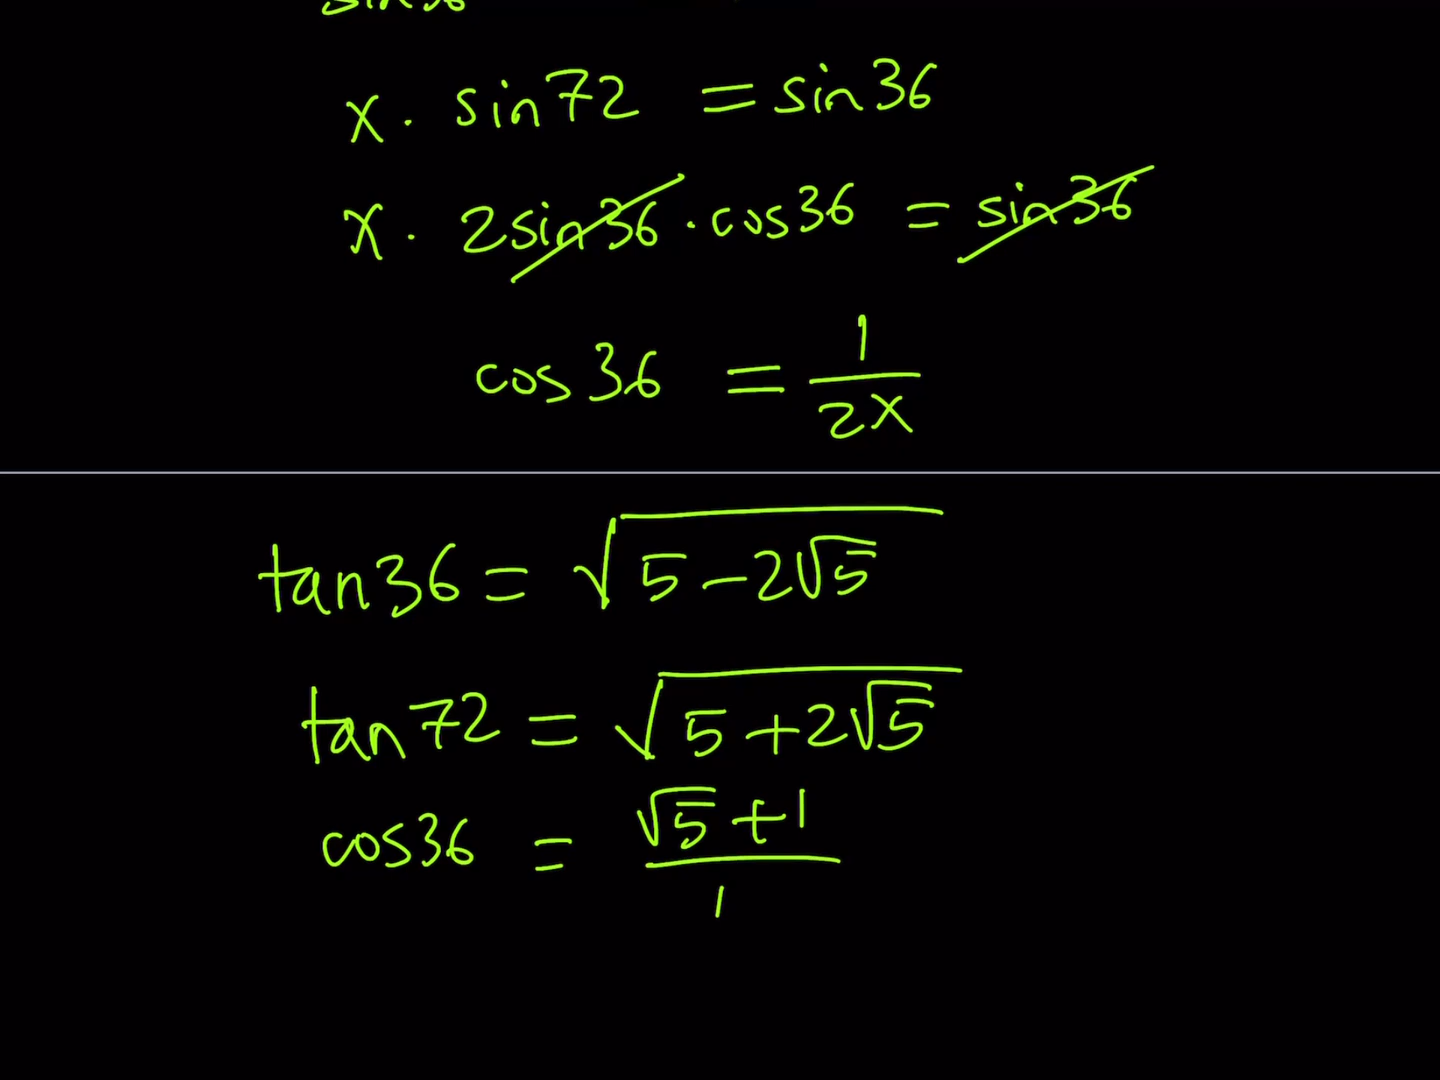 sin36
x · sin72 = sin36
x · 2sin36 · cos36 = sin36
cos36 = 1/2x
tan36 = √(5-2√5)
tan72 = √(5+2√5)
cos36 = (√5+1)/1